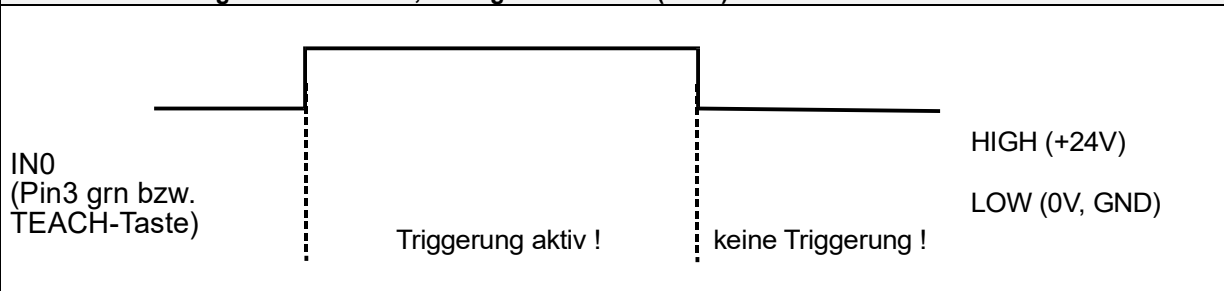 HIGH (+24V)
IN0
(Pin3 grn bzw.
TEACH-Taste)
LOW (0V, GND)
Triggerung aktiv !
keine Triggerung !